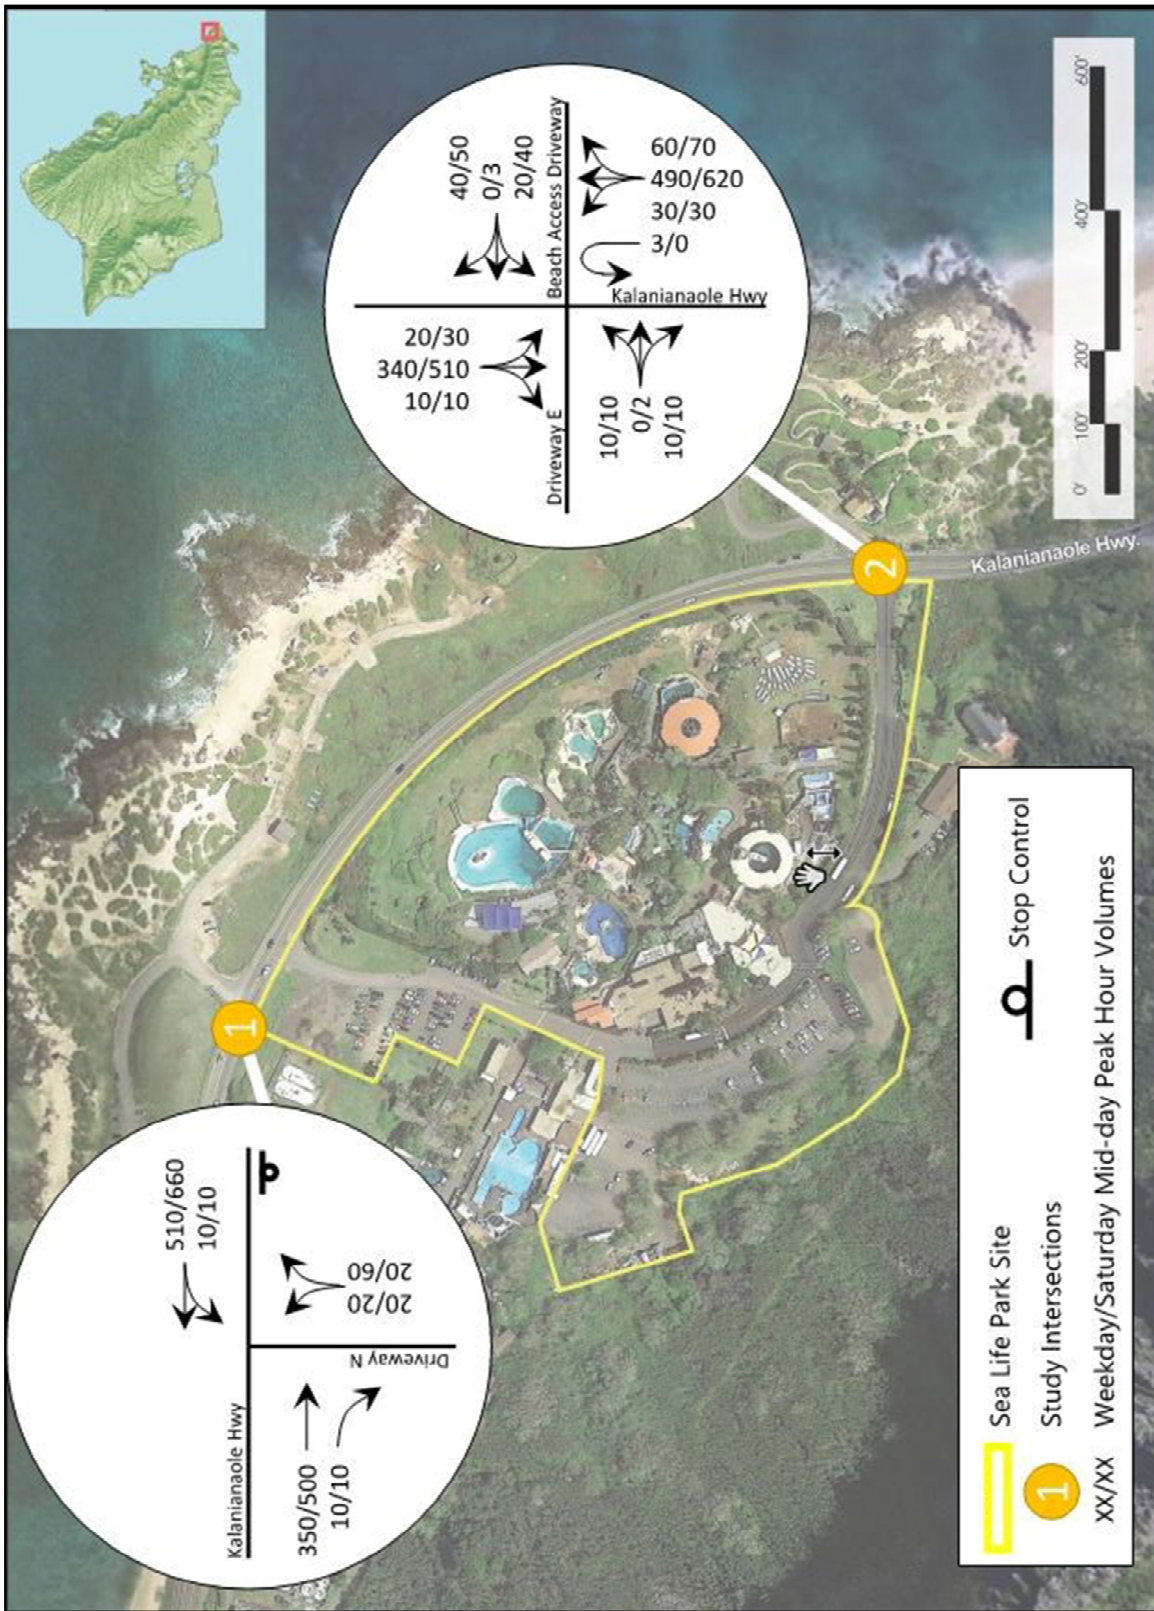 510/660
10/10
Kalanianaole Hwy
350/500
10/10
Driveway N
20/20
20/60
1
40/50
0/3
20/40
Beach Access Driveway
60/70
490/620
30/30
3/0
Kalanianaole Hwy
20/30
340/510
10/10
Driveway E
10/10
0/2
10/10
2
Kalanianaole Hwy.
0'
100'
200'
400'
600'
Sea Life Park Site
1
Study Intersections
Stop Control
XX/XX
Weekday/Saturday Mid-day Peak Hour Volumes